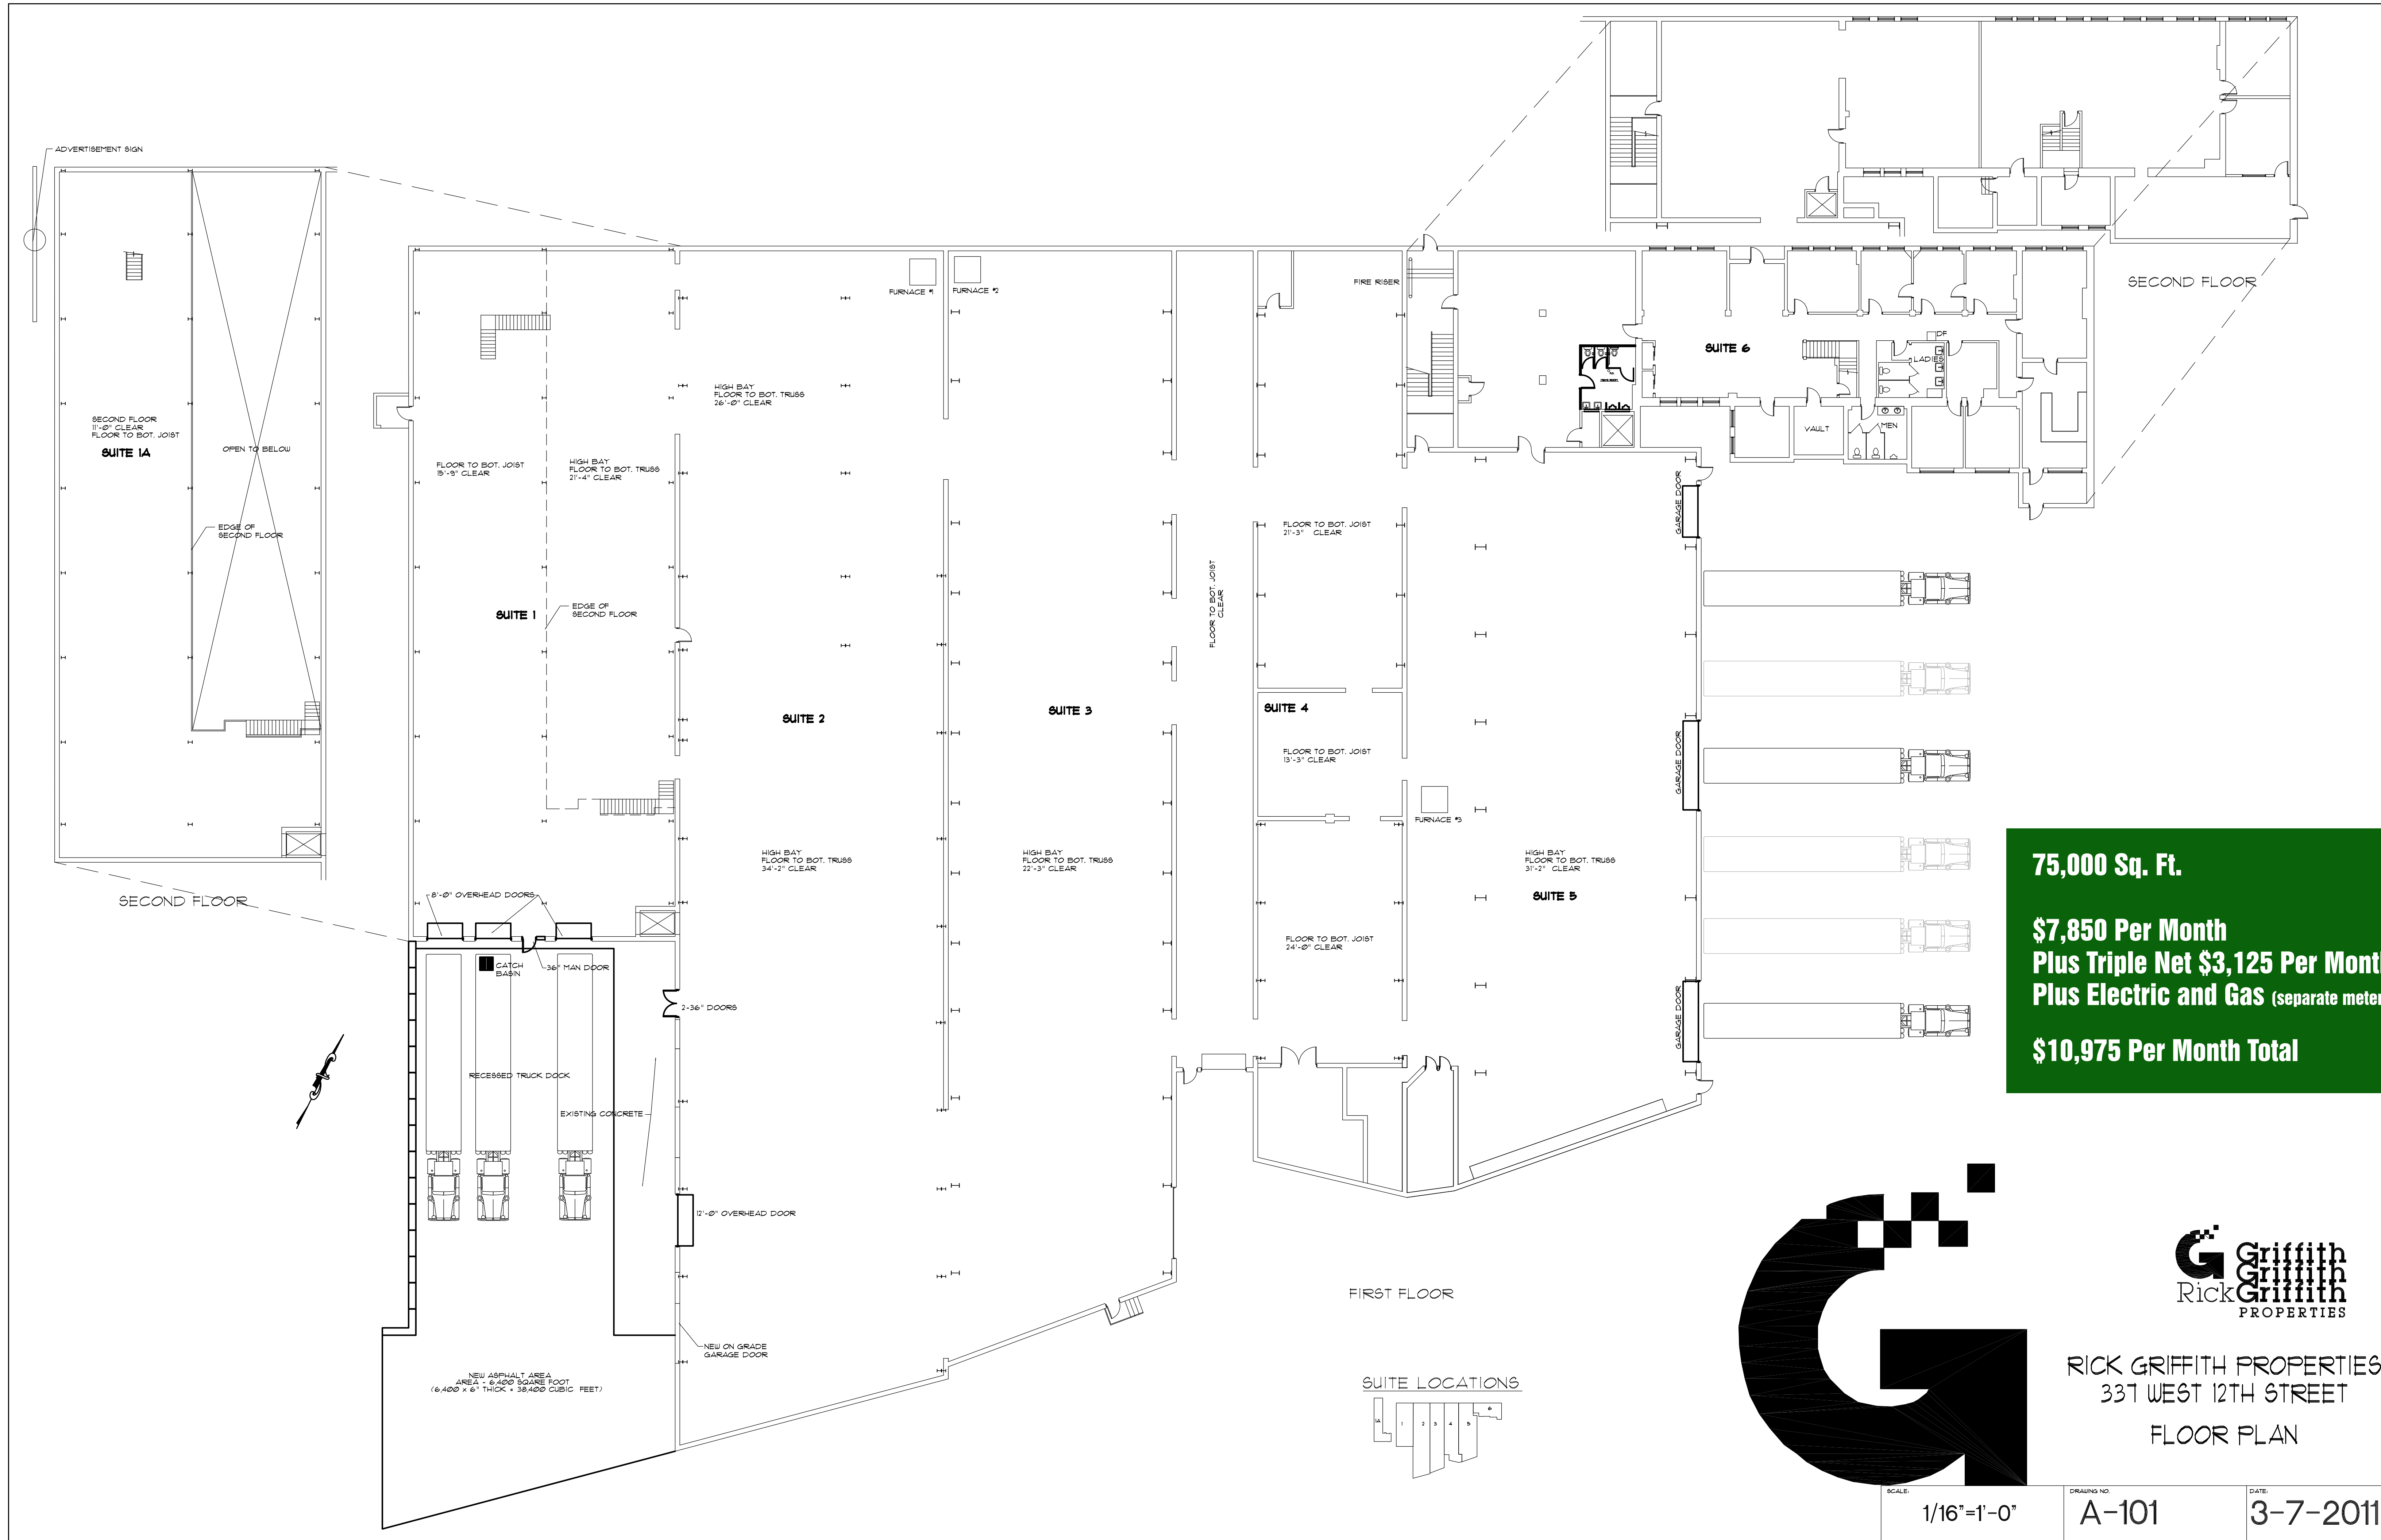 ADVERTISEMENT SIGN
SECOND FLOOR
11'-0" CLEAR
FLOOR TO BOT. JOIST
SUITE 1A
OPEN TO BELOW
EDGE OF
SECOND FLOOR
SECOND FLOOR
FLOOR TO BOT. JOIST
15'-9" CLEAR
HIGH BAY
FLOOR TO BOT. TRUSS
21'-4" CLEAR
SUITE 1
EDGE OF
SECOND FLOOR
8'-0" OVERHEAD DOORS
CATCH
BASIN
36" MAN DOOR
2-36" DOORS
RECESSED TRUCK DOCK
EXISTING CONCRETE
12'-0" OVERHEAD DOOR
NEW ON GRADE
GARAGE DOOR
NEW ASPHALT AREA
AREA - 6,400 SQARE FOOT
(6,400 x 6" THICK = 38,400 CUBIC FEET)
HIGH BAY
FLOOR TO BOT. TRUSS
26'-0" CLEAR
FURNACE #1
FURNACE #2
SUITE 2
HIGH BAY
FLOOR TO BOT. TRUSS
34'-2" CLEAR
SUITE 3
HIGH BAY
FLOOR TO BOT. TRUSS
22'-3" CLEAR
FLOOR TO BOT. JOIST
CLEAR
FIRE RISER
FLOOR TO BOT. JOIST
21'-3" CLEAR
SUITE 4
FLOOR TO BOT. JOIST
13'-3" CLEAR
FLOOR TO BOT. JOIST
24'-0" CLEAR
FURNACE #3
HIGH BAY
FLOOR TO BOT. TRUSS
31'-2" CLEAR
SUITE 5
GARAGE DOOR
GARAGE DOOR
GARAGE DOOR
SUITE 6
DF
LADIES
VAULT
MEN
SECOND FLOOR
75,000 Sq. Ft.
$7,850 Per Month
Plus Triple Net $3,125 Per Mont
Plus Electric and Gas (separate meter
$10,975 Per Month Total
FIRST FLOOR
SUITE LOCATIONS
1A
1
2
3
4
5
6
Griffith
Griffith
Rick Griffith
PROPERTIES
RICK GRIFFITH PROPERTIES
337 WEST 12TH STREET
FLOOR PLAN
SCALE:
1/16"=1'-0"
DRAWING NO.
A-101
DATE:
3-7-2011